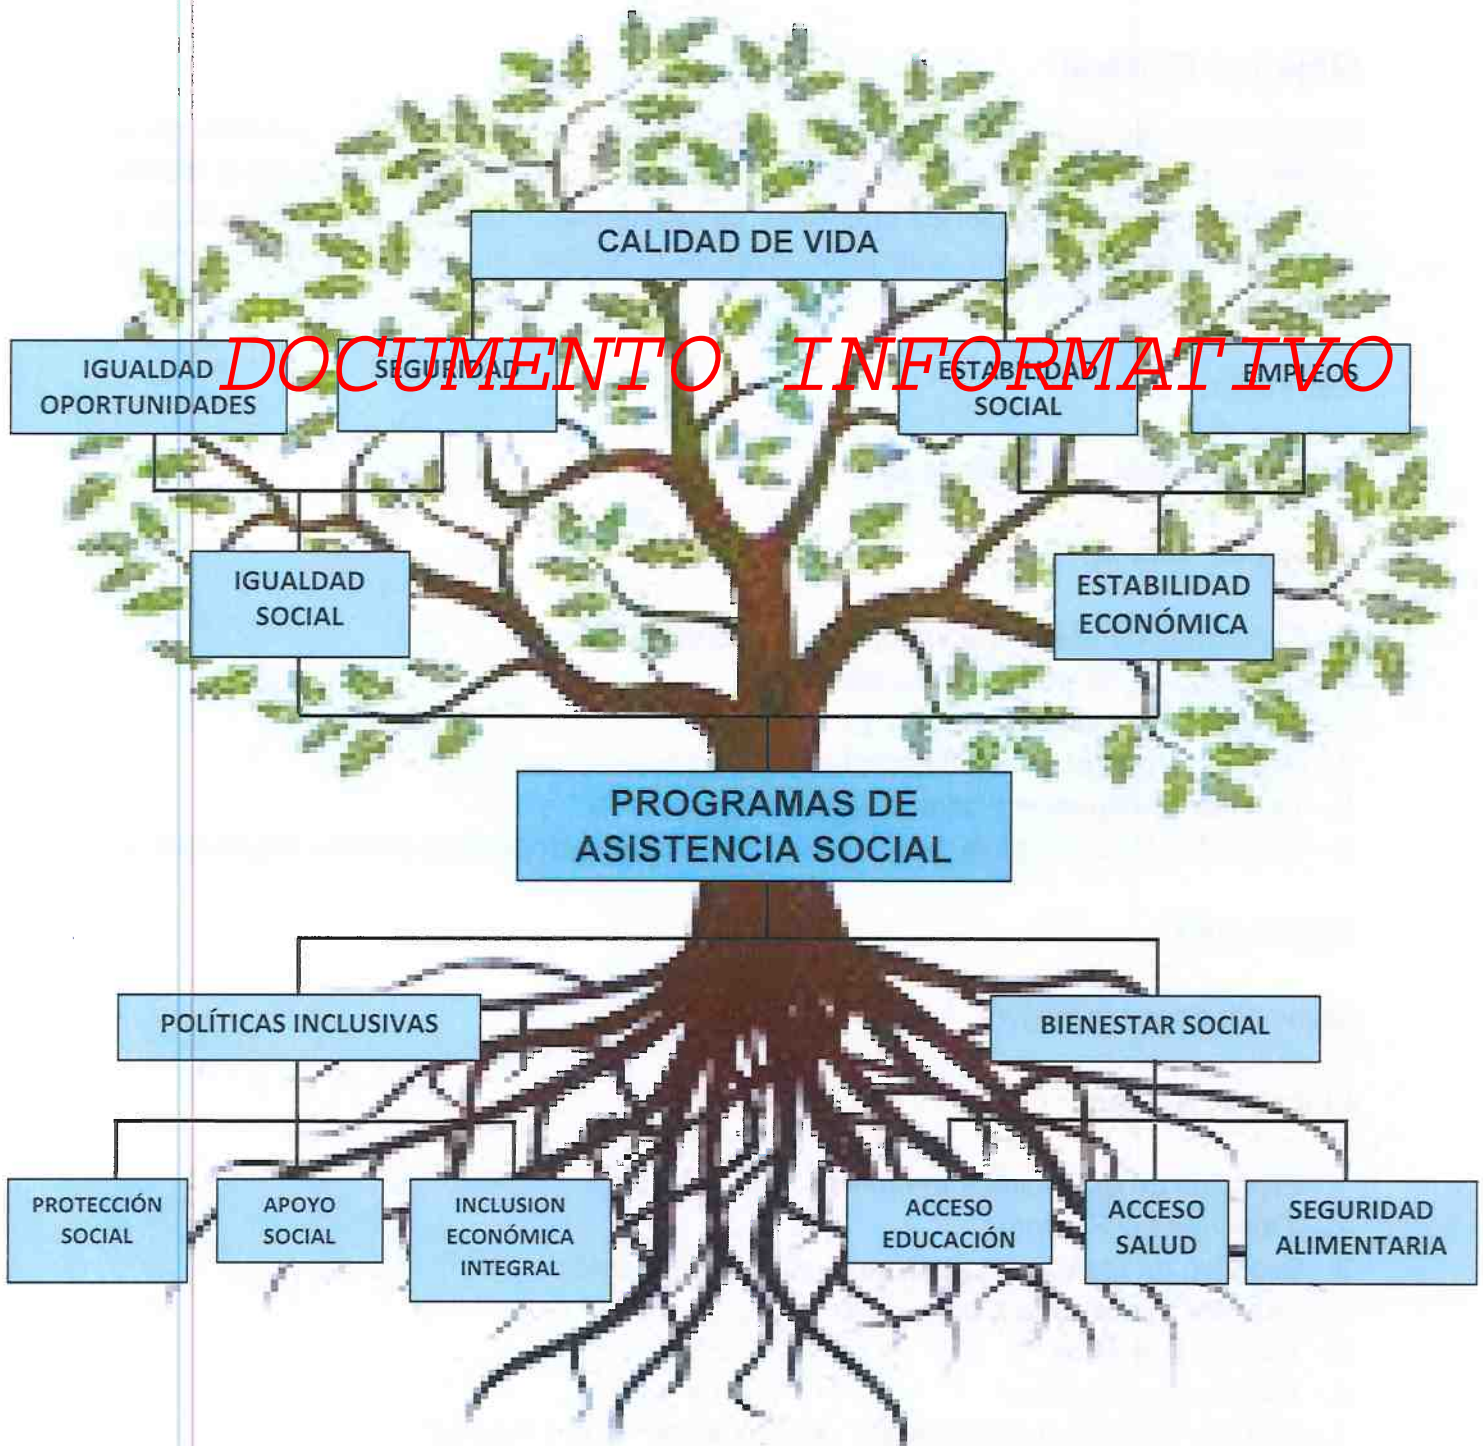 CALIDAD DE VIDA
DOCUMENTO INFORMATIVO
IGUALDAD
OPORTUNIDADES
SEGURIDAD
ESTABILIDAD
SOCIAL
EMPLEOS
IGUALDAD
SOCIAL
ESTABILIDAD
ECONÓMICA
PROGRAMAS DE
ASISTENCIA SOCIAL
POLÍTICAS INCLUSIVAS
BIENESTAR SOCIAL
PROTECCIÓN
SOCIAL
APOYO
SOCIAL
INCLUSION
ECONÓMICA
INTEGRAL
ACCESO
EDUCACIÓN
ACCESO
SALUD
SEGURIDAD
ALIMENTARIA